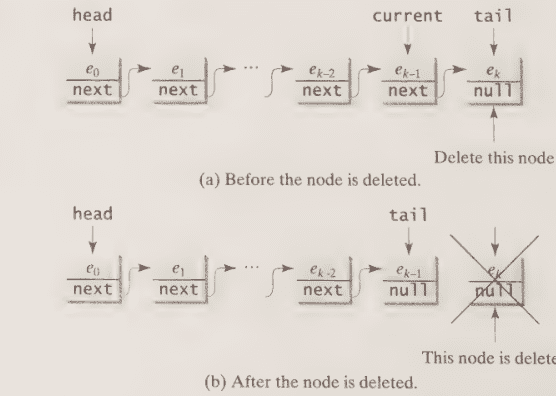 head current tail
e0 e1 ... ek-2 ek-1 ek
next next next next null
Delete this node
(a) Before the node is deleted.
head tail
e0 e1 ... ek-2 ek-1 ek
next next next null null
This node is delete
(b) After the node is deleted.